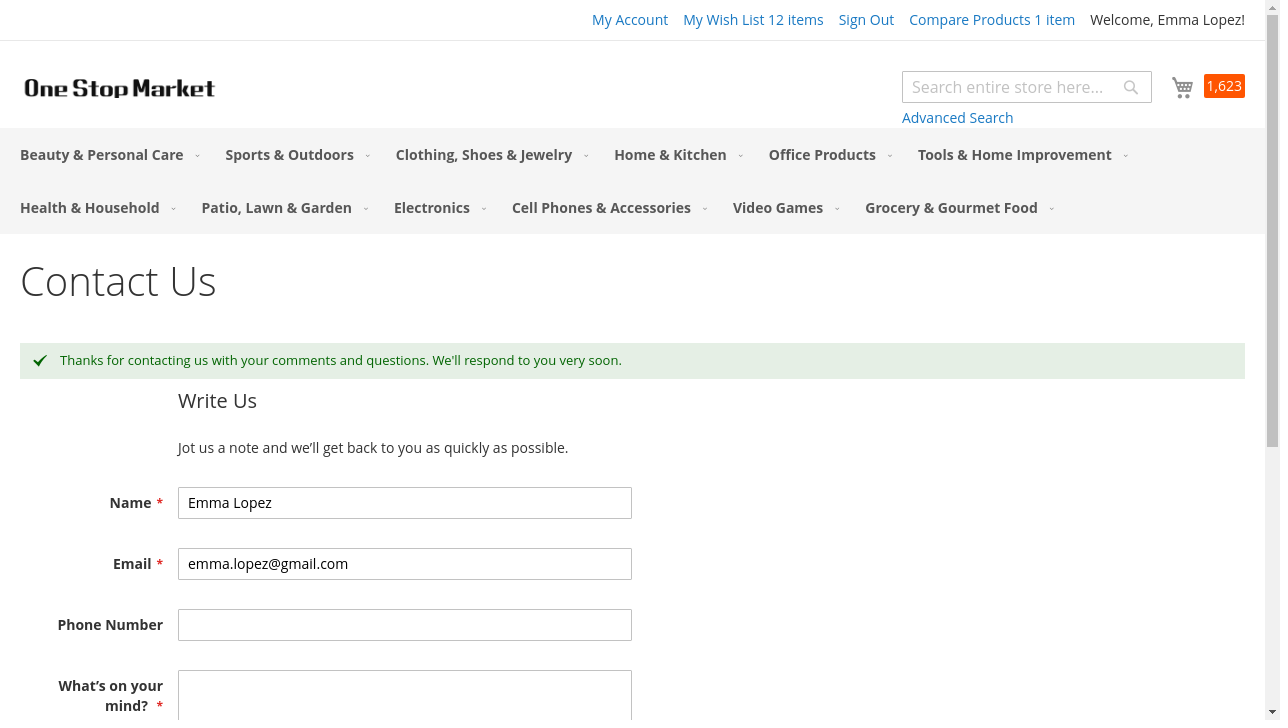 My Account My Wish List 12 items Sign Out Compare Products 1 item Welcome, Emma Lopez!
One Stop Market
Search entire store here...
1,623
Advanced Search
Beauty & Personal Care Sports & Outdoors Clothing, Shoes & Jewelry Home & Kitchen Office Products Tools & Home Improvement
Health & Household Patio, Lawn & Garden Electronics Cell Phones & Accessories Video Games Grocery & Gourmet Food
Contact Us
Thanks for contacting us with your comments and questions. We'll respond to you very soon.
Write Us
Jot us a note and we’ll get back to you as quickly as possible.
Name * Emma Lopez
Email * emma.lopez@gmail.com
Phone Number
What’s on your
mind? *